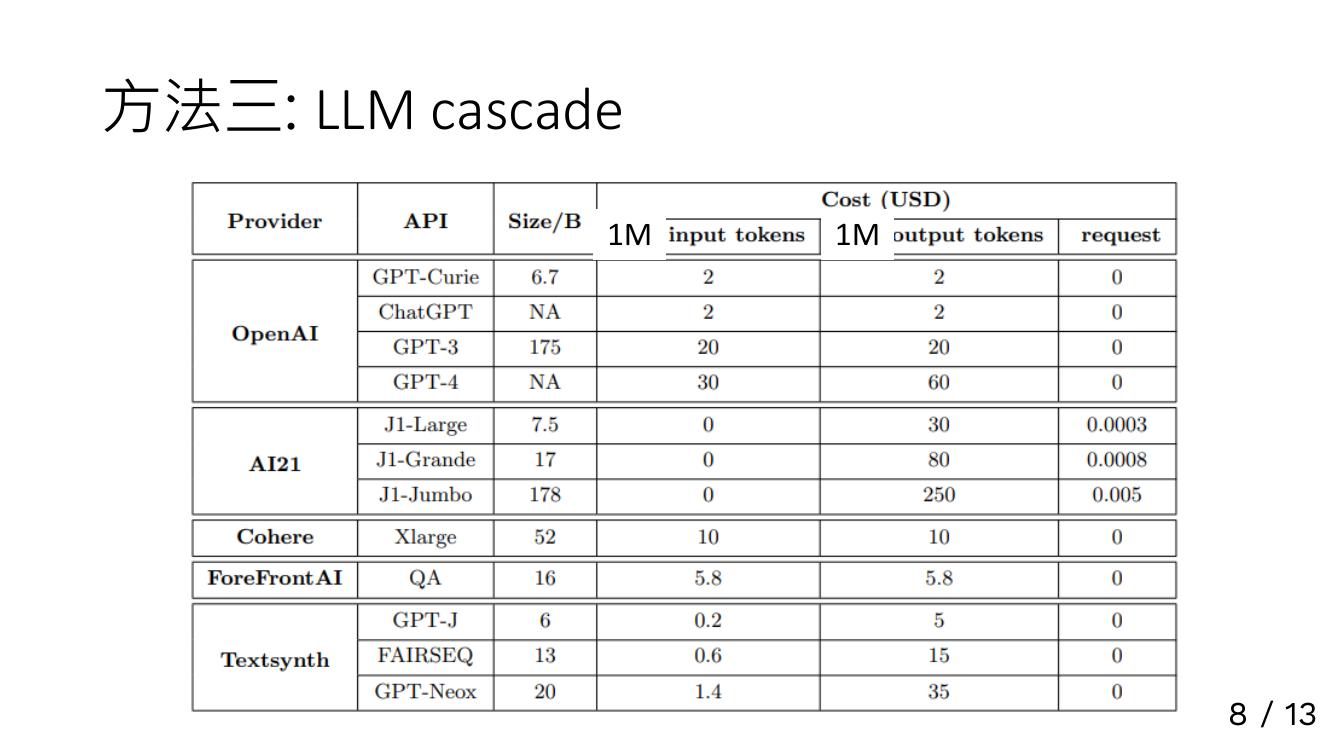 方法三: LLM cascade
Provider API Size/B Cost (USD)
1M input tokens 1M output tokens request
OpenAI GPT-Curie 6.7 2 2 0
ChatGPT NA 2 2 0
GPT-3 175 20 20 0
GPT-4 NA 30 60 0
AI21 J1-Large 7.5 0 30 0.0003
J1-Grande 17 0 80 0.0008
J1-Jumbo 178 0 250 0.005
Cohere Xlarge 52 10 10 0
ForeFrontAI QA 16 5.8 5.8 0
Textsynth GPT-J 6 0.2 5 0
FAIRSEQ 13 0.6 15 0
GPT-Neox 20 1.4 35 0
8 / 13